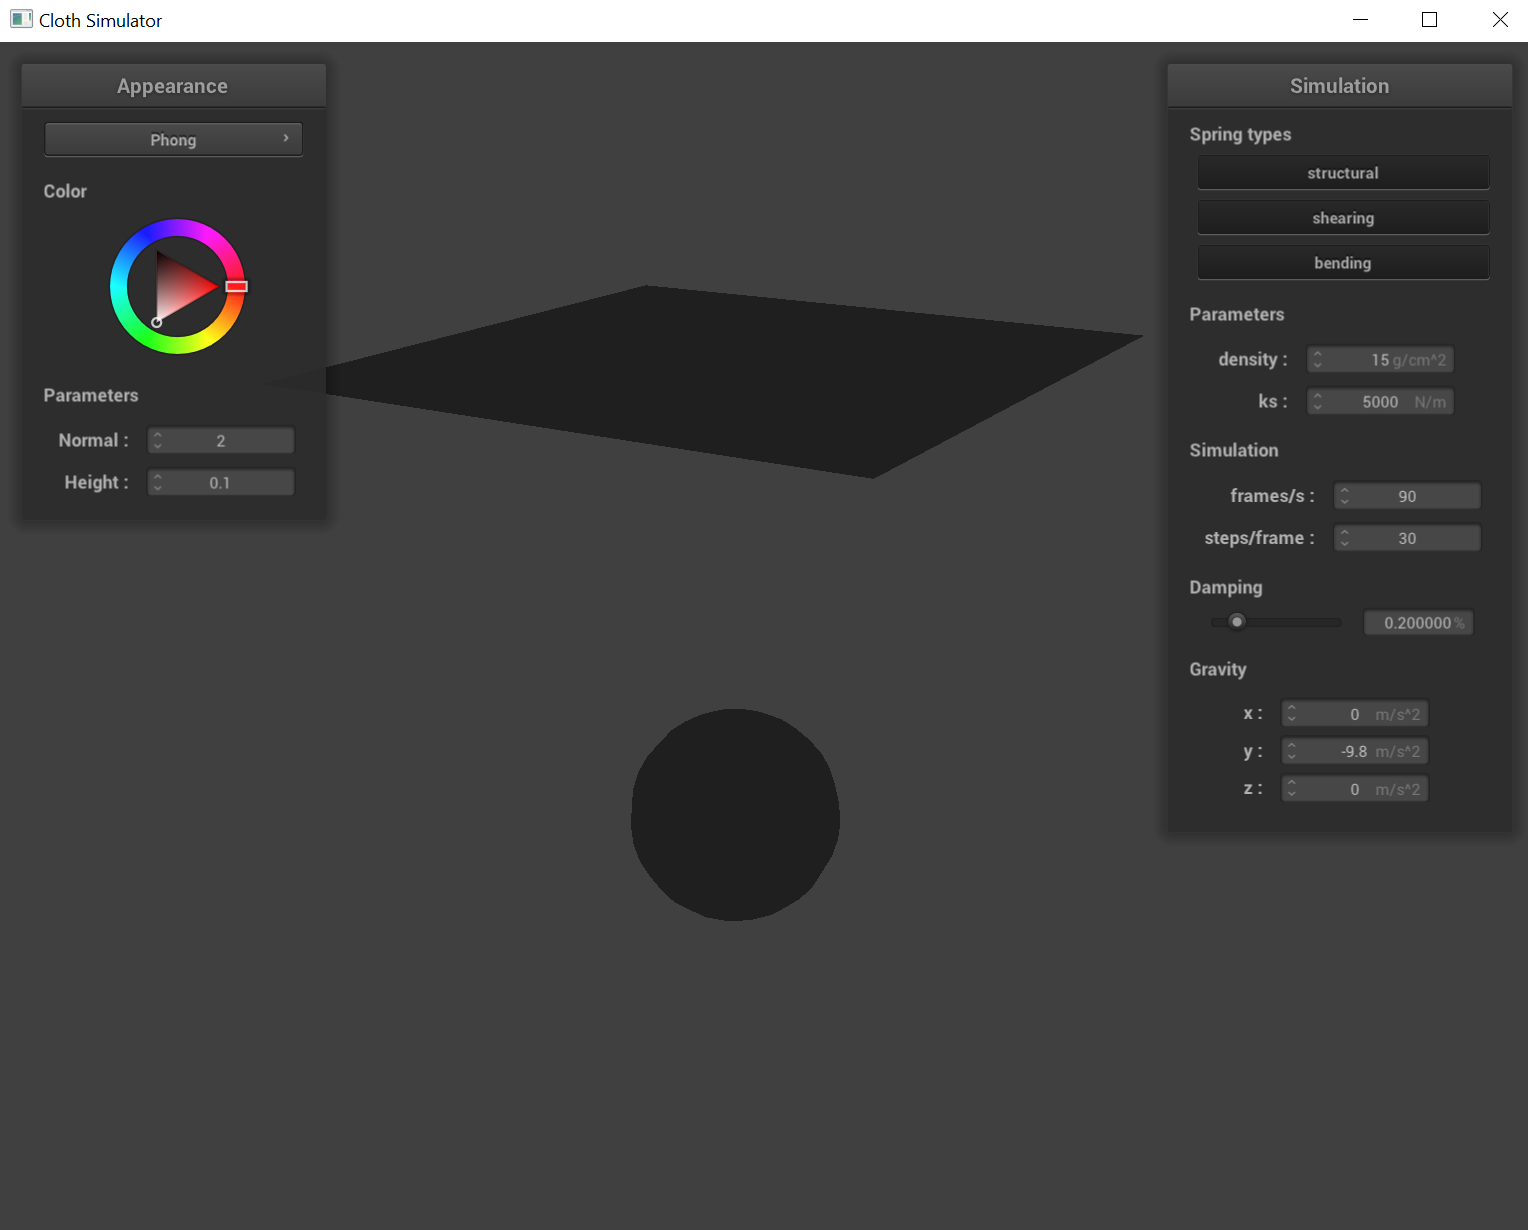 Cloth Simulator
Appearance
Phong
Color
Parameters
Normal : 2
Height : 0.1
Simulation
Spring types
structural
shearing
bending
Parameters
density : 15 g/cm^2
ks : 5000 N/m
Simulation
frames/s : 90
steps/frame : 30
Damping
0.200000 %
Gravity
x : 0 m/s^2
y : -9.8 m/s^2
z : 0 m/s^2